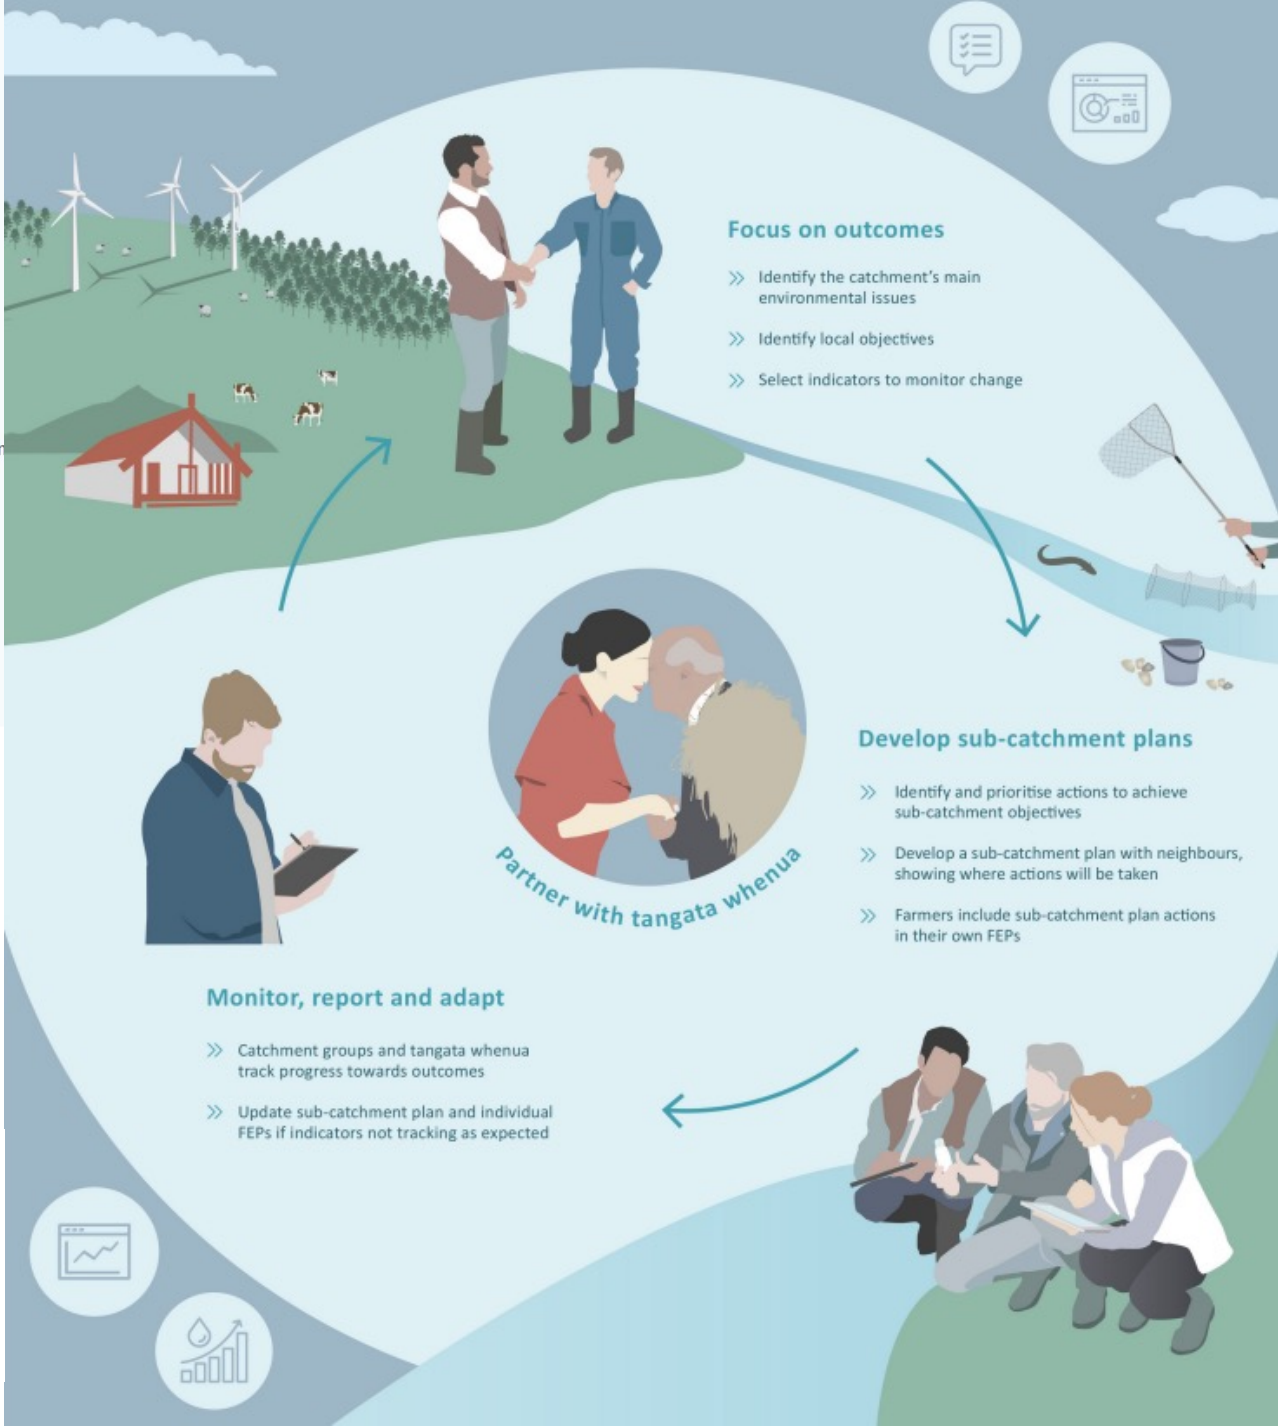 Focus on outcomes
Identify the catchment's main
environmental issues
Identify local objectives
Select indicators to monitor change
Develop sub-catchment plans
Identify and prioritise actions to achieve
sub-catchment objectives
Develop a sub-catchment plan with neighbours,
showing where actions will be taken
Farmers include sub-catchment plan actions
in their own FEPs
Partner with tangata whenua
Monitor, report and adapt
Catchment groups and tangata whenua
track progress towards outcomes
Update sub-catchment plan and individual
FEPs if indicators not tracking as expected